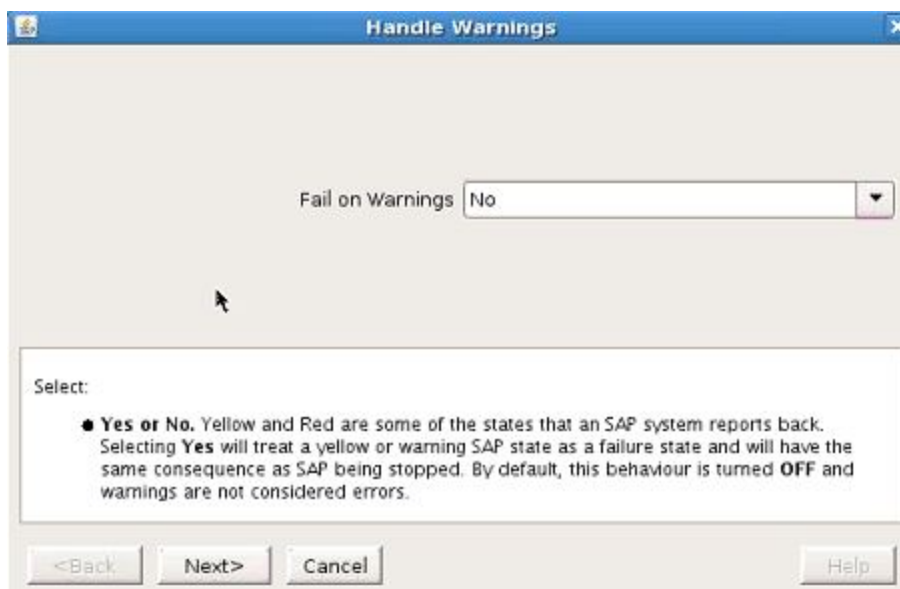 Handle Warnings
Fail on Warnings No
Select:
● Yes or No. Yellow and Red are some of the states that an SAP system reports back.
Selecting Yes will treat a yellow or warning SAP state as a failure state and will have the
same consequence as SAP being stopped. By default, this behaviour is turned OFF and
warnings are not considered errors.
<Back Next> Cancel Help